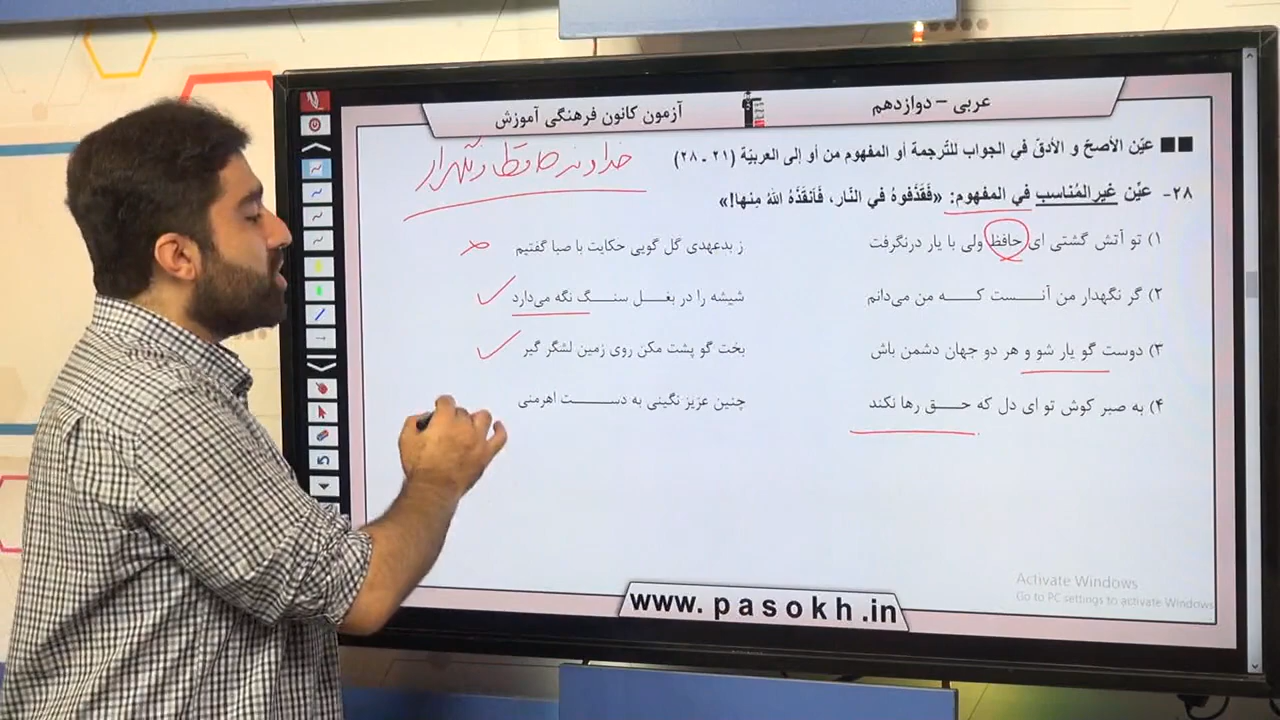 عربی - دوازدهم
آزمون کانون فرهنگی آموزش
■■ عیّن الأصحّ و الأدقّ في الجواب للتّرجمة أو المفهوم من أو إلی العربیّة (۲۱ ـ ۲۸)
خداوند حافظ و نگهدار
۲۸- عیّن غیرالمُناسب في المفهوم: «فَقَذَفوهُ في النّار، فَأنقَذَهُ اللهُ مِنها!»
۱) تو آتش گشتی ای حافظ ولی با یار درنگرفت ز بدعهدی گل گویی حکایت با صبا گفتیم
۲) گر نگهدار من آنست که من می‌دانم شیشه را در بغل سنگ نگه می‌دارد
۳) دوست گو یار شو و هر دو جهان دشمن باش بخت گو پشت مکن روی زمین لشگر گیر
۴) به صبر کوش تو ای دل که حق رها نکند چنین عزیز نگینی به دست اهرمنی
Activate Windows
Go to PC settings to activate Windows
www.pasokh.in